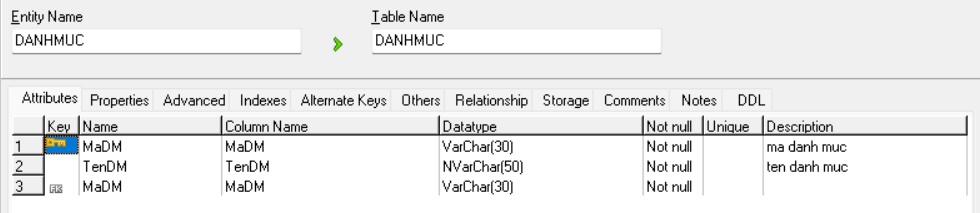 Entity Name Table Name
DANHMUC DANHMUC
Attributes Properties Advanced Indexes Alternate Keys Others Relationship Storage Comments Notes DDL
Key Name Column Name Datatype Not null Unique Description
1 MaDM MaDM VarChar(30) Not null ma danh muc
2 TenDM TenDM NVarChar(50) Not null ten danh muc
3 MaDM MaDM VarChar(30) Not null